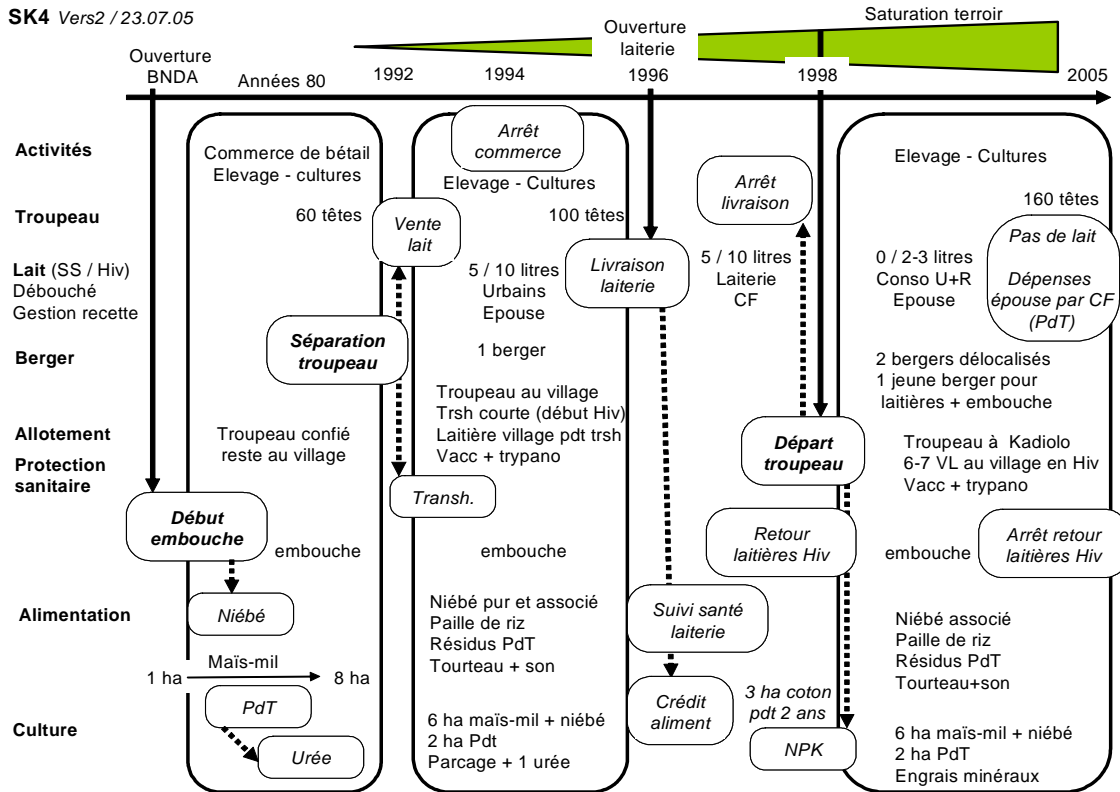 SK4 Vers2 / 23.07.05
Saturation terroir
Ouverture
laiterie
Ouverture
BNDA
Années 80
1992
1994
1996
1998
2005
Activités
Commerce de bétail
Elevage - cultures
Arrêt
commerce
Elevage - Cultures
Arrêt
livraison
Elevage - Cultures
Troupeau
60 têtes
Vente
lait
100 têtes
160 têtes
Lait (SS / Hiv)
Débouché
Gestion recette
5 / 10 litres
Urbains
Epouse
Livraison
laiterie
5 / 10 litres
Laiterie
CF
0 / 2-3 litres
Conso U+R
Epouse
Pas de lait
Dépenses
épouse par CF
(PdT)
Berger
Séparation
troupeau
1 berger
2 bergers délocalisés
1 jeune berger pour
laitières + embouche
Allotement
Protection
sanitaire
Troupeau confié
reste au village
Transh.
Troupeau au village
Trsh courte (début Hiv)
Laitière village pdt trsh
Vacc + trypano
Départ
troupeau
Troupeau à Kadiolo
6-7 VL au village en Hiv
Vacc + trypano
Début
embouche
embouche
embouche
Retour
laitières Hiv
embouche
Arrêt retour
laitières Hiv
Alimentation
Niébé
Niébé pur et associé
Paille de riz
Résidus PdT
Tourteau + son
Suivi santé
laiterie
Niébé associé
Paille de riz
Résidus PdT
Tourteau+son
Maïs-mil
1 ha
8 ha
Culture
PdT
Urée
6 ha maïs-mil + niébé
2 ha Pdt
Parcage + 1 urée
Crédit
aliment
3 ha coton
pdt 2 ans
NPK
6 ha maïs-mil + niébé
2 ha PdT
Engrais minéraux